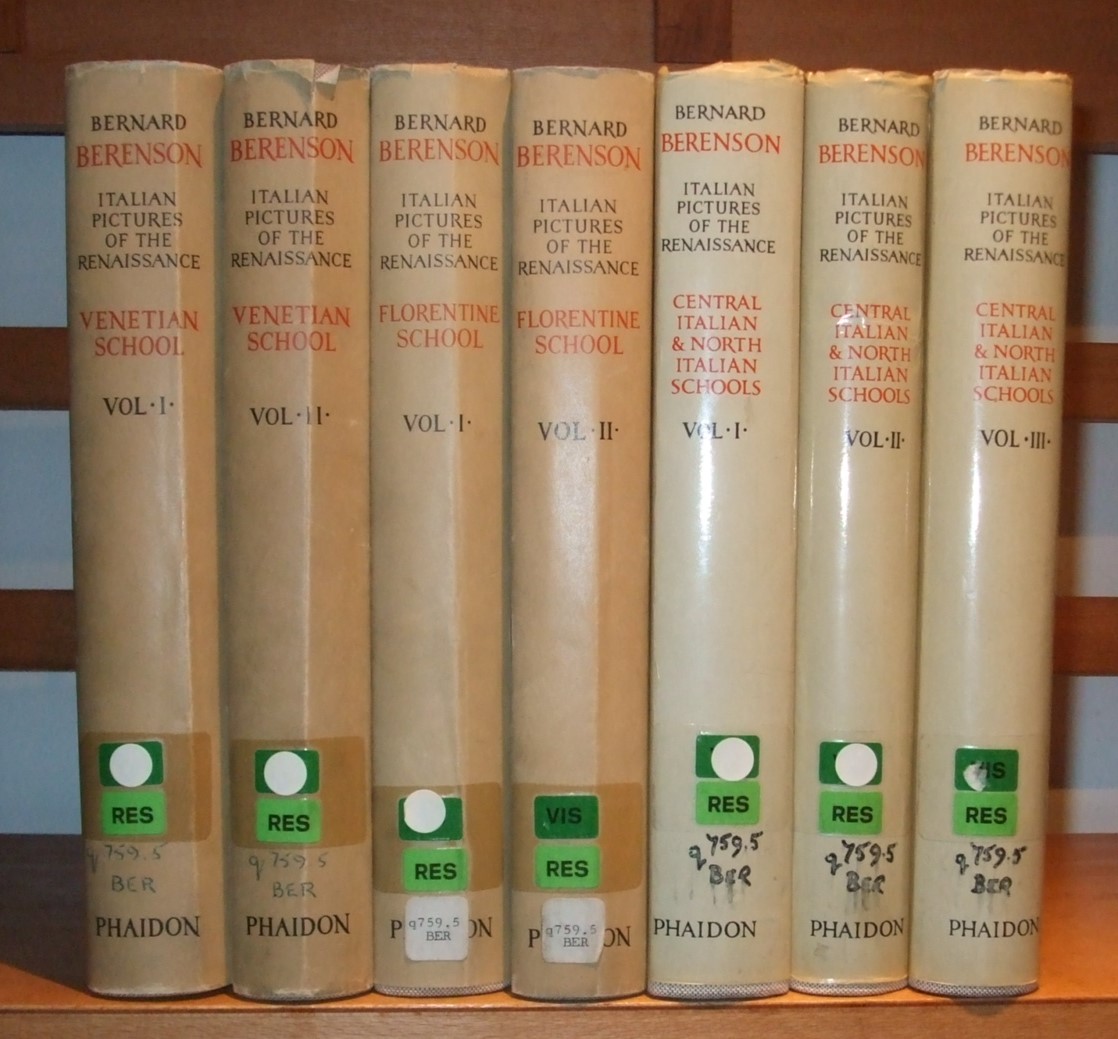 BERNARD
BERENSON
ITALIAN
PICTURES
OF THE
RENAISSANCE
VENETIAN
SCHOOL
VOL·I·
RES
q759.5
BER
PHAIDON
BERNARD
BERENSON
ITALIAN
PICTURES
OF THE
RENAISSANCE
VENETIAN
SCHOOL
VOL·II·
RES
q759.5
BER
PHAIDON
BERNARD
BERENSON
ITALIAN
PICTURES
OF THE
RENAISSANCE
FLORENTINE
SCHOOL
VOL·I·
RES
q759.5
BER
P ON
BERNARD
BERENSON
ITALIAN
PICTURES
OF THE
RENAISSANCE
FLORENTINE
SCHOOL
VOL·II·
VIS
RES
q759.5
BER
P ON
BERNARD
BERENSON
ITALIAN
PICTURES
OF THE
RENAISSANCE
CENTRAL
ITALIAN
& NORTH
ITALIAN
SCHOOLS
VOL·I·
RES
q759.5
BER
PHAIDON
BERNARD
BERENSON
ITALIAN
PICTURES
OF THE
RENAISSANCE
CENTRAL
ITALIAN
& NORTH
ITALIAN
SCHOOLS
VOL·II·
RES
q759.5
BER
PHAIDON
BERNARD
BERENSON
ITALIAN
PICTURES
OF THE
RENAISSANCE
CENTRAL
ITALIAN
& NORTH
ITALIAN
SCHOOLS
VOL·III·
VIS
RES
q759.5
BER
PHAIDON